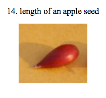 14. length of an apple seed